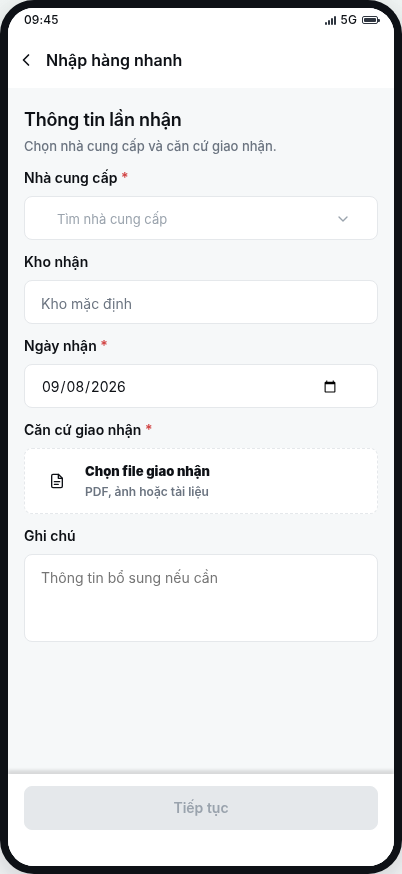 09:45
5G
Nhập hàng nhanh
Thông tin lần nhận
Chọn nhà cung cấp và căn cứ giao nhận.
Nhà cung cấp *
Tìm nhà cung cấp
Kho nhận
Kho mặc định
Ngày nhận *
09/08/2026
Căn cứ giao nhận *
Chọn file giao nhận
PDF, ảnh hoặc tài liệu
Ghi chú
Thông tin bổ sung nếu cần
Tiếp tục